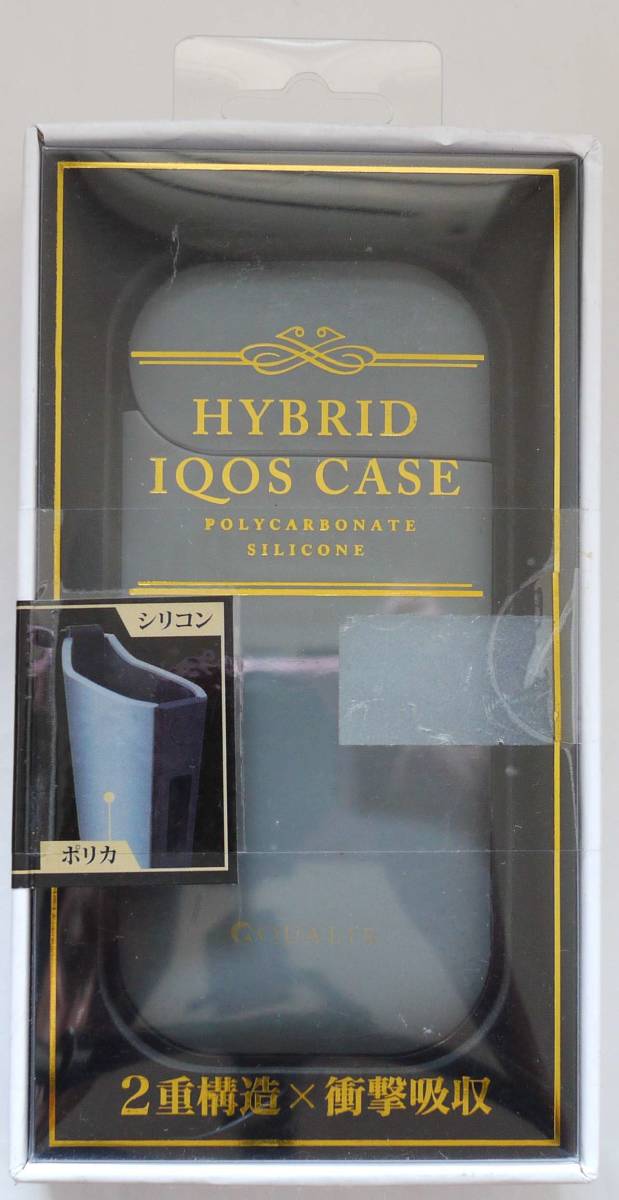 HYBRID
IQOS CASE
POLYCARBONATE
SILICONE
シリコン
ポリカ
2重構造×衝撃吸収